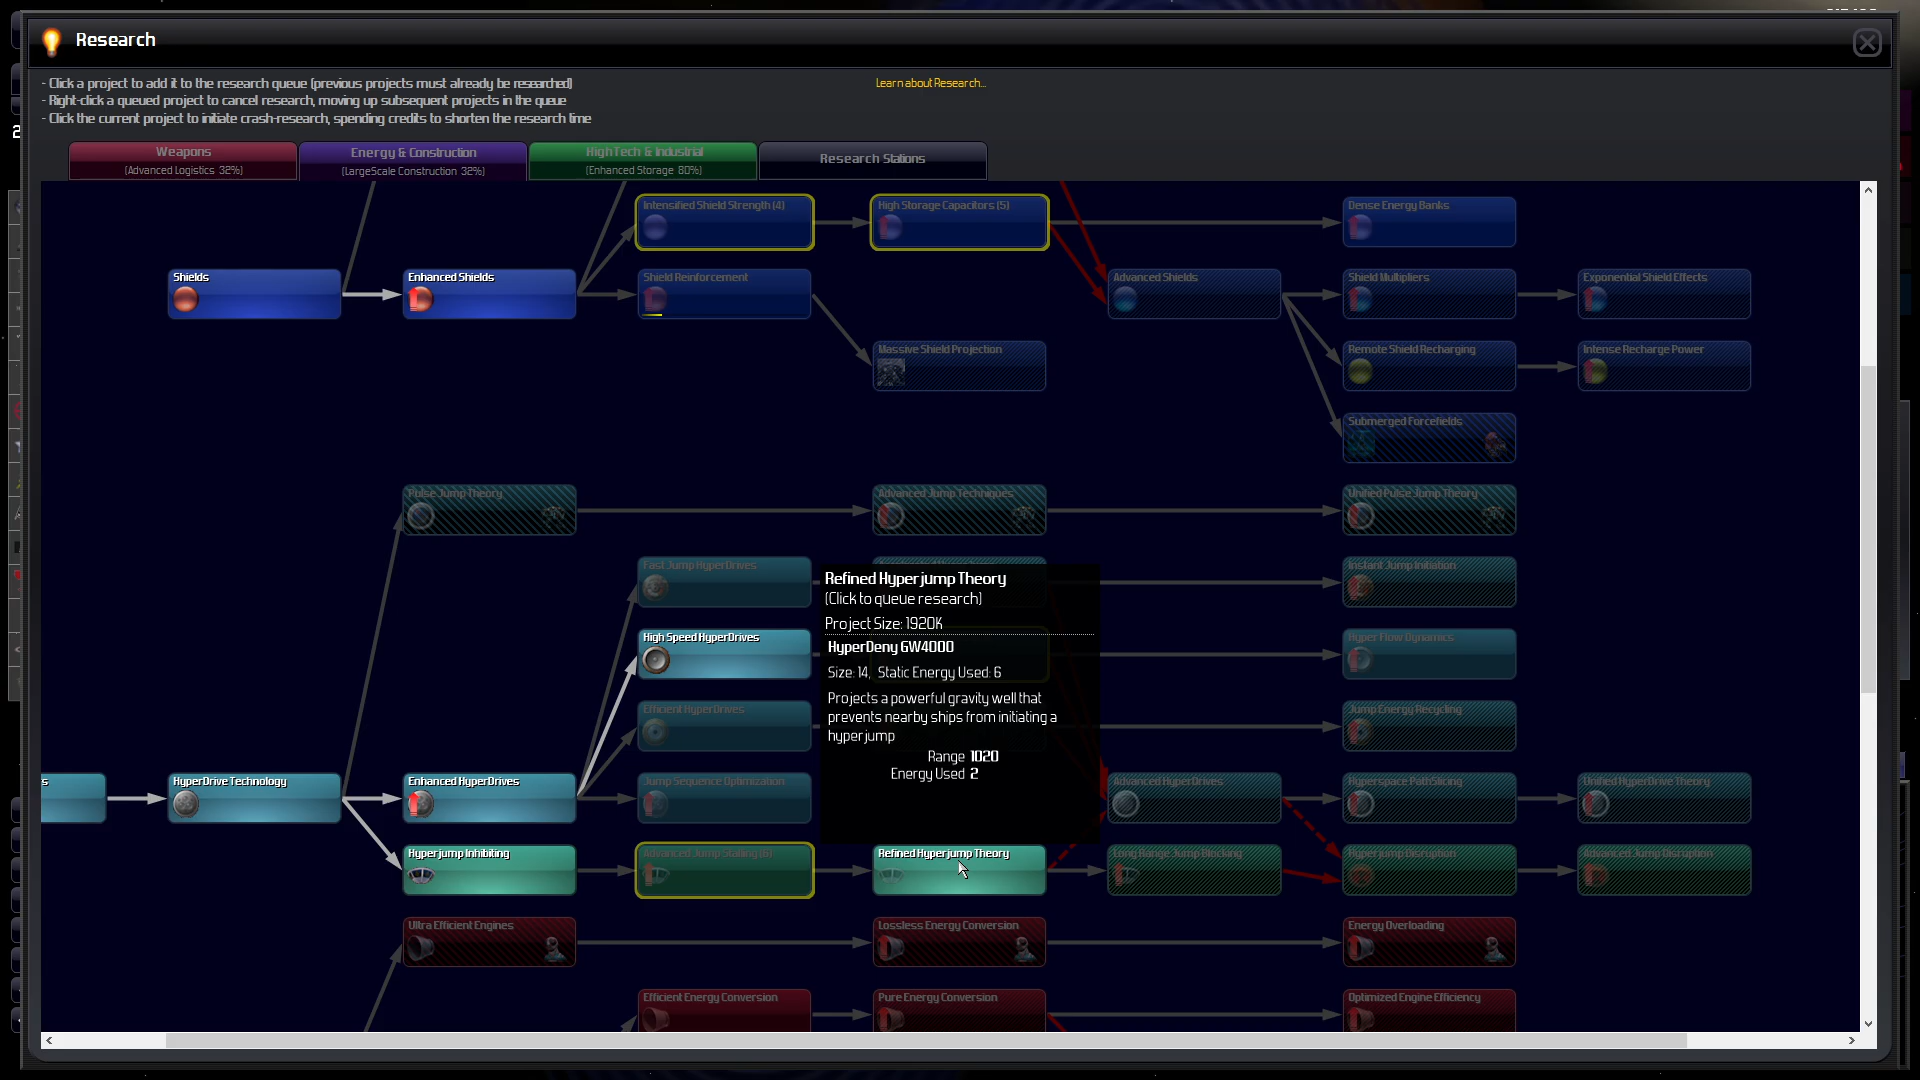 Research
- Click a project to add it to the research queue (previous projects must already be researched)
Learn about Research...
- Right-click a queued project to cancel research, moving up subsequent projects in the queue
- Click the current project to initiate crash-research, spending credits to shorten the research time
Weapons
(Advanced Logistics 32%)
Energy & Construction
(LargeScale Construction 32%)
HighTech & Industrial
(Enhanced Storage 80%)
Research Stations
Intensified Shield Strength (4)
High Storage Capacitors (5)
Dense Energy Banks
Shields
Enhanced Shields
Shield Reinforcement
Advanced Shields
Shield Multipliers
Exponential Shield Effects
Massive Shield Projection
Remote Shield Recharging
Intense Recharge Power
Submerged Forcefields
Pulse Jump Theory
Advanced Jump Techniques
Unified Pulse Jump Theory
Fast Jump HyperDrives
Instant Jump Initiation
Refined Hyperjump Theory
(Click to queue research)
Project Size: 1920K
HyperDeny GW4000
Size: 14, Static Energy Used: 6
Projects a powerful gravity well that
prevents nearby ships from initiating a
hyperjump
Range 1020
Energy Used 2
High Speed HyperDrives
Hyper Flow Dynamics
Efficient HyperDrives
Jump Energy Recycling
s
HyperDrive Technology
Enhanced HyperDrives
Jump Sequence Optimization
Advanced HyperDrives
Hyperspace PathSlicing
Unified HyperDrive Theory
Hyperjump Inhibiting
Advanced Jump Stalling (6)
Refined Hyperjump Theory
Long Range Jump Blocking
Hyperjump Disruption
Advanced Jump Disruption
Ultra Efficient Engines
Lossless Energy Conversion
Energy Overloading
Efficient Energy Conversion
Pure Energy Conversion
Optimized Engine Efficiency